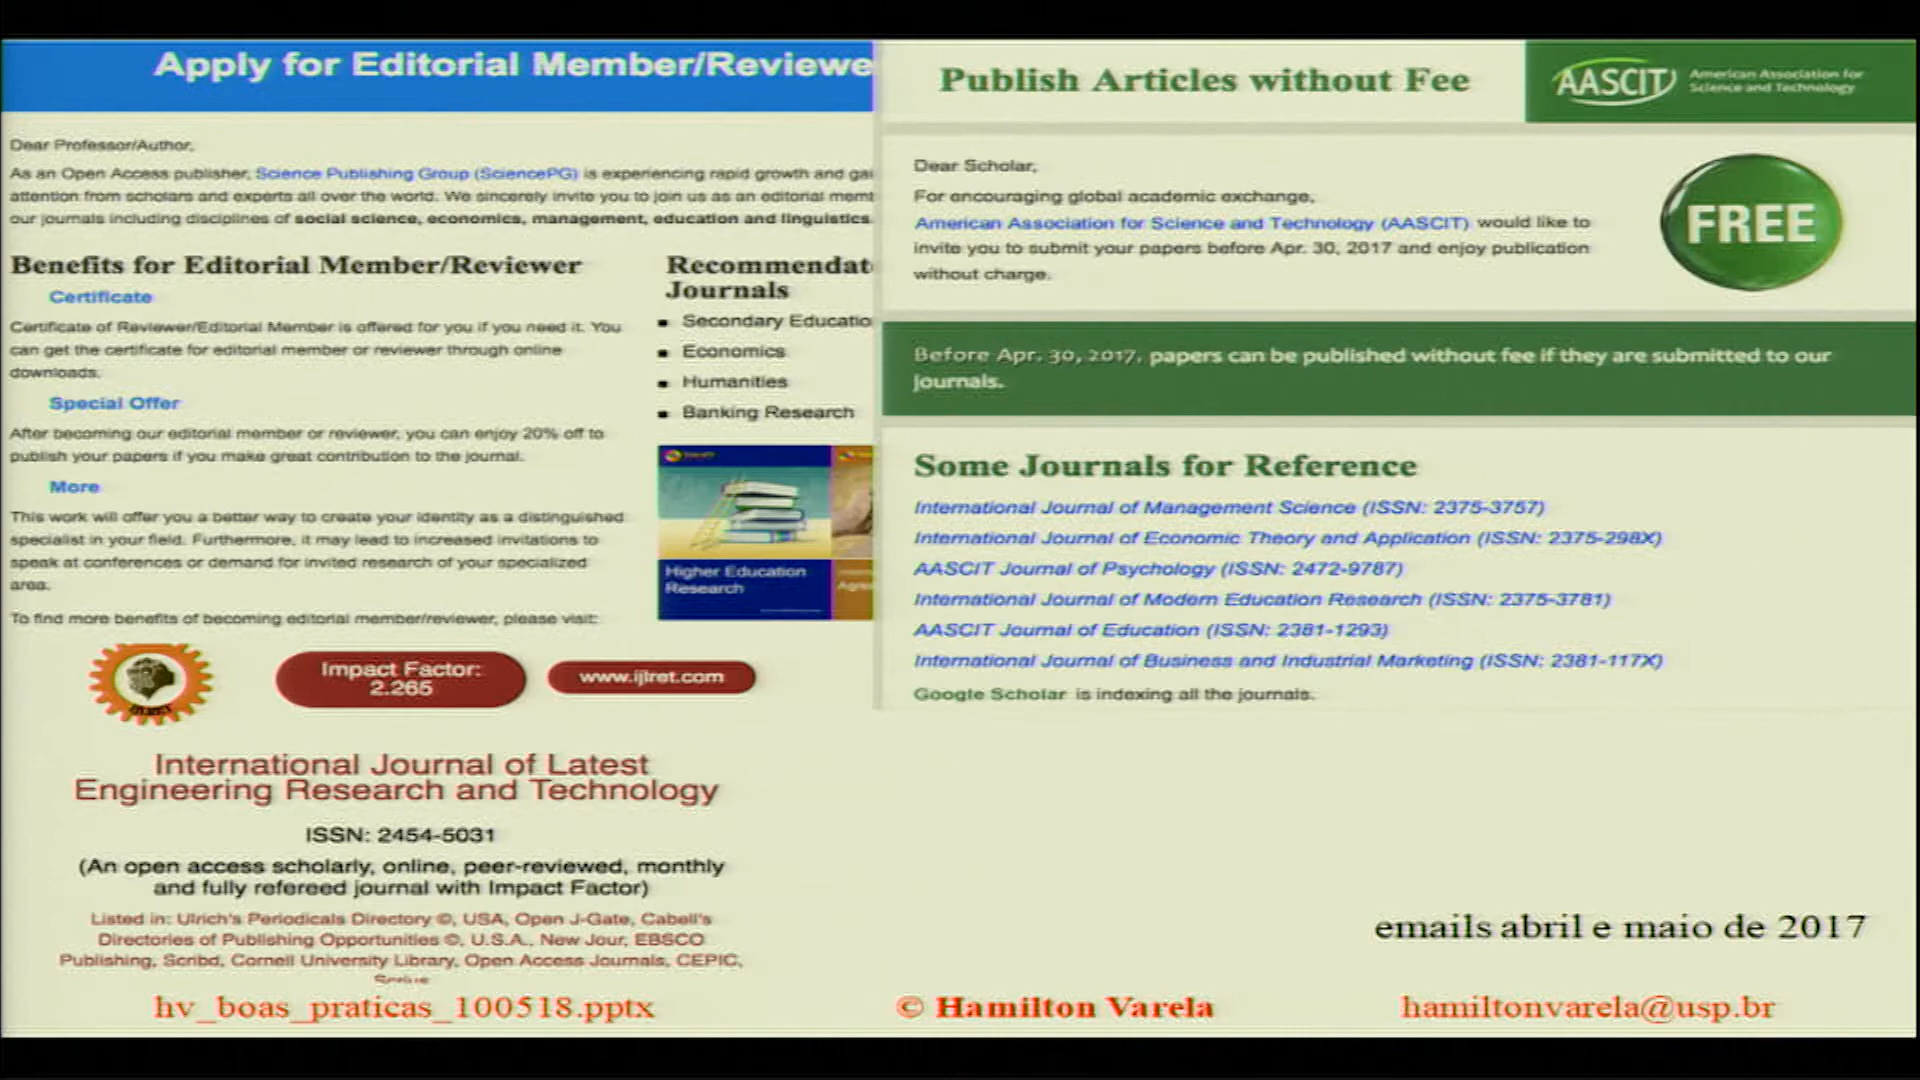 Apply for Editorial Member/Reviewe
Dear Professor/Author,
As an Open Access publisher, Science Publishing Group (SciencePG) is experiencing rapid growth and gai
attention from scholars and experts all over the world. We sincerely invite you to join us as an editorial mem
our journals including disciplines of social science, economics, management, education and linguistics.
Benefits for Editorial Member/Reviewer
Certificate
Certificate of Reviewer/Editorial Member is offered for you if you need it. You
can get the certificate for editorial member or reviewer through online
downloads.
Special Offer
After becoming our editorial member or reviewer, you can enjoy 20% off to
publish your papers if you make great contribution to the journal.
More
This work will offer you a better way to create your identity as a distinguished
specialist in your field. Furthermore, it may lead to increased invitations to
speak at conferences or demand for invited research of your specialized
area.
To find more benefits of becoming editorial member/reviewer, please visit:
Recommendat
Journals
Secondary Educatio
Economics
Humanities
Banking Research
Higher Education
Research
Publish Articles without Fee
AASCIT
American Association for
Science and Technology
Dear Scholar,
For encouraging global academic exchange,
American Association for Science and Technology (AASCIT) would like to
invite you to submit your papers before Apr. 30, 2017 and enjoy publication
without charge.
FREE
Before Apr. 30, 2017, papers can be published without fee if they are submitted to our
journals.
Some Journals for Reference
International Journal of Management Science (ISSN: 2375-3757)
International Journal of Economic Theory and Application (ISSN: 2375-298X)
AASCIT Journal of Psychology (ISSN: 2472-9787)
International Journal of Modern Education Research (ISSN: 2375-3781)
AASCIT Journal of Education (ISSN: 2381-1293)
International Journal of Business and Industrial Marketing (ISSN: 2381-117X)
Google Scholar is indexing all the journals.
IJLRET
Impact Factor:
2.265
www.ijlret.com
International Journal of Latest
Engineering Research and Technology
ISSN: 2454-5031
(An open access scholarly, online, peer-reviewed, monthly
and fully refereed journal with Impact Factor)
Listed in: Ulrich's Periodicals Directory ©, USA, Open J-Gate, Cabell's
Directories of Publishing Opportunities ©, U.S.A., New Jour, EBSCO
Publishing, Scribd, Cornell University Library, Open Access Journals, CEPIC,
emails abril e maio de 2017
hv_boas_praticas_100518.pptx
© Hamilton Varela
hamiltonvarela@usp.br